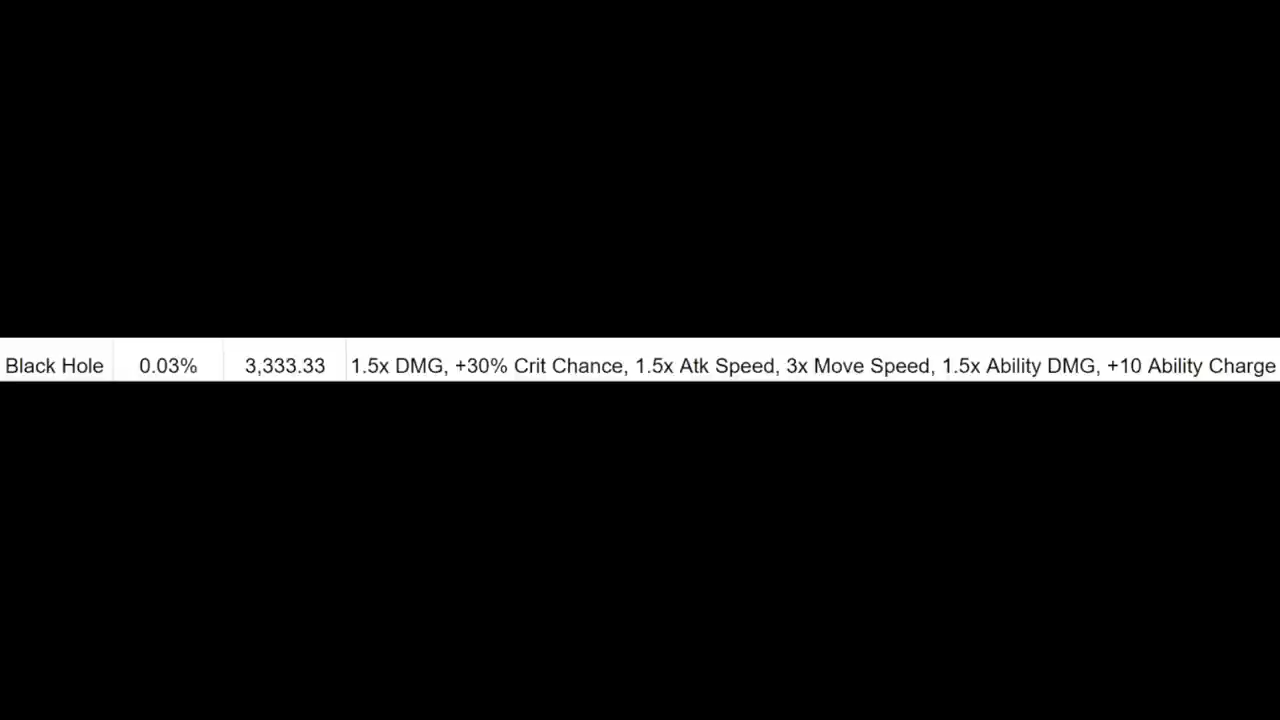 Black Hole 0.03% 3,333.33 1.5x DMG, +30% Crit Chance, 1.5x Atk Speed, 3x Move Speed, 1.5x Ability DMG, +10 Ability Charge